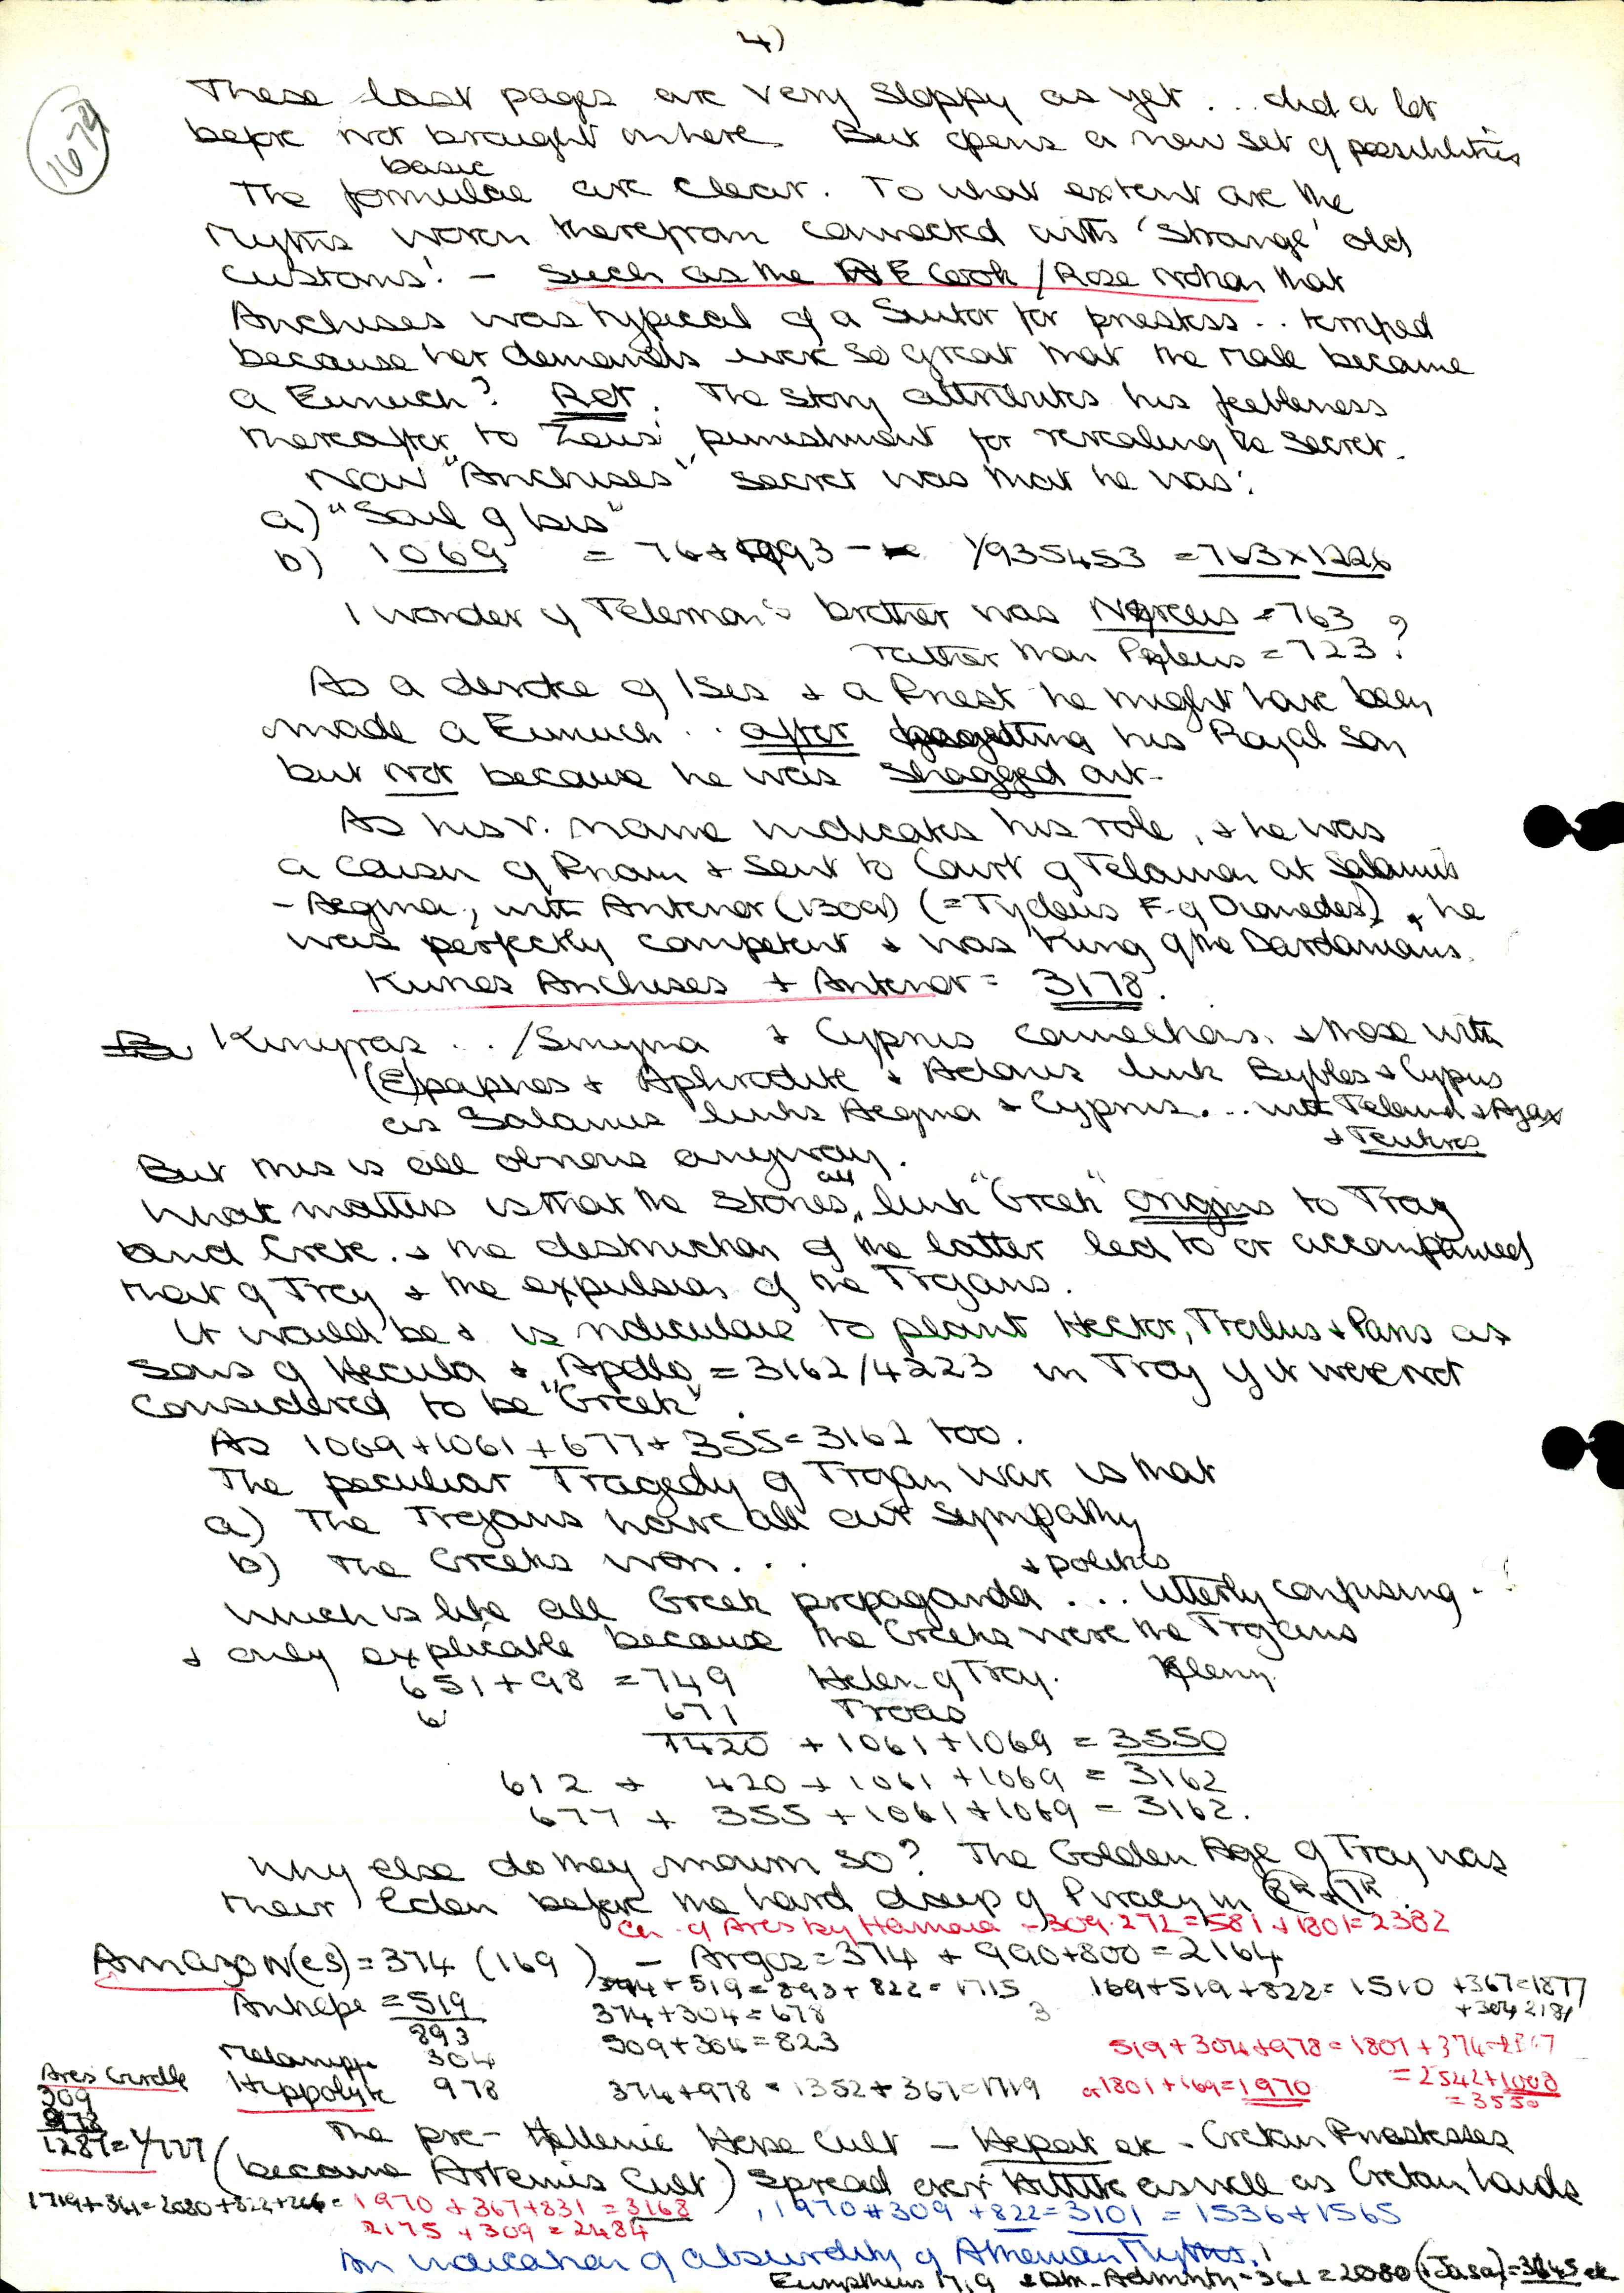 4)
1079
These last pages are very sloppy as yet . . did a lot
before not brought in here. But opens a new set of possibilities
The basic formulae are clear. To what extent are the
Myths woven therefrom connected with 'strange' old
customs! - Such as the AE Cook / Rose notion that
Anchises was typical of a Suitor for priestess . . tempted
because her demands were so great that the male became
a Eunuch? Rot. The story attributes his feebleness
thereafter to Zeus' punishment for revealing the secret.
Now "Anchises" secret was that he was:
a) "Soul of Isis"
b) 1069 = 76 + 993 - 1/935453 = 763 x 1226
I wonder if Telemon's brother was Nereus = 763 ?
rather than Peleus = 723?
As a devotee of Isis + a Priest he might have been
made a Eunuch . . after begetting his Royal Son
but not because he was shagged out -
As his v. name indicates his role, + he was
a cousin of Priam + sent to Court of Telamon at Salamis
- Aegina, with Antenor (1309) (= Tydeus F. of Diomedes), he
was perfectly competent + was King of the Dardanians.
Kunes Anchises + Antenor = 3178.
Kinyras . . / Smyrna + Cyprus connections. + those with
(E)paphos + Aphrodite + Adonis link Byblos + Cyprus
as Salamis links Aegina + Cyprus . . . with Telamon + Ajax
+ Teukros
But this is all obvious anyway.
What matters is that the stories all link "Greek" origins to Troy
and Crete. + the destruction of the latter led to or accompanied
that of Troy + the expulsion of the Trojans.
It would be + is ridiculous to plant Hector, Troilus + Paris as
sons of Hecuba + "Apollo" = 3162/4223 in Troy if it were not
considered to be "Greek".
As 1069 + 1061 + 677 + 355 = 3162 too.
The peculiar Tragedy of Trojan War is that
a) The Trojans have all our sympathy
b) The Greeks won . . .
which is like all Greek propaganda + politics . . . utterly confusing -
+ only explicable because the Greeks were the Trojans
651 + 98 = 749 Helen of Troy.
671 Troas
1420 + 1061 + 1069 = 3550
612 + 420 + 1061 + 1069 = 3162
677 + 355 + 1061 + 1069 = 3162.
Why else do they mourn so? The Golden Age of Troy was
their Eden before the hard of Piracy in
of Ares by Hamara - 309.272 = 581 + 1801 = 2382
Amazon(es) = 374 (169) - Argos = 374 + 990 + 800 = 2164
374 + 519 = 893 + 822 = 1715 169 + 519 + 822 = 1510 + 367 = 1877
Antiepe = 519 374 + 304 = 678 3 + 304 2181
893 509 + 304 = 823
Melanippe 304 519 + 304 + 978 = 1801 + 374 = 2167
Hippolyte 978 374 + 978 = 1352 + 367 = 1719 or 1801 + 169 = 1970 = 2542 + 1008
= 3550
Ares Girdle
309
978
1287 = 1/777
The pre-Hellenic Hera Cult - Hepat etc - Cretan Priestesses
(became Artemis Cult) spread over Hittite as well as Cretan lands
1719 + 361 = 2080 + 822 + 266 = 1970 + 367 + 831 = 3168 , 1970 + 309 + 822 = 3101 = 1536 + 1565
2175 + 309 = 2484
An indication of absurdity of Athenian Myths!
Eurystheus 1719 - 361 = 2080 (+ Jasa) = 3645 etc